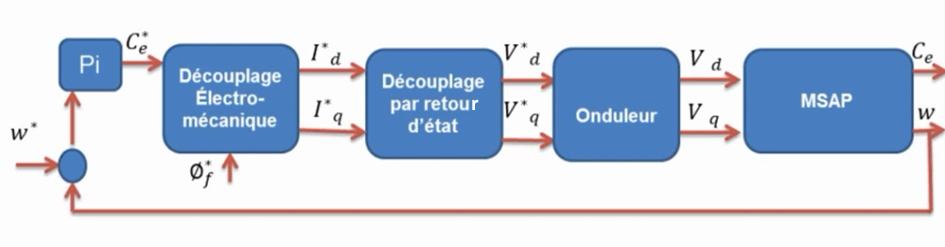 C*e
I*d
V*d
V d
Ce
Pi
Découplage
Électro-
mécanique
Découplage
par retour
d'état
Onduleur
MSAP
I*q
V*q
V q
w
w*
Ø*f